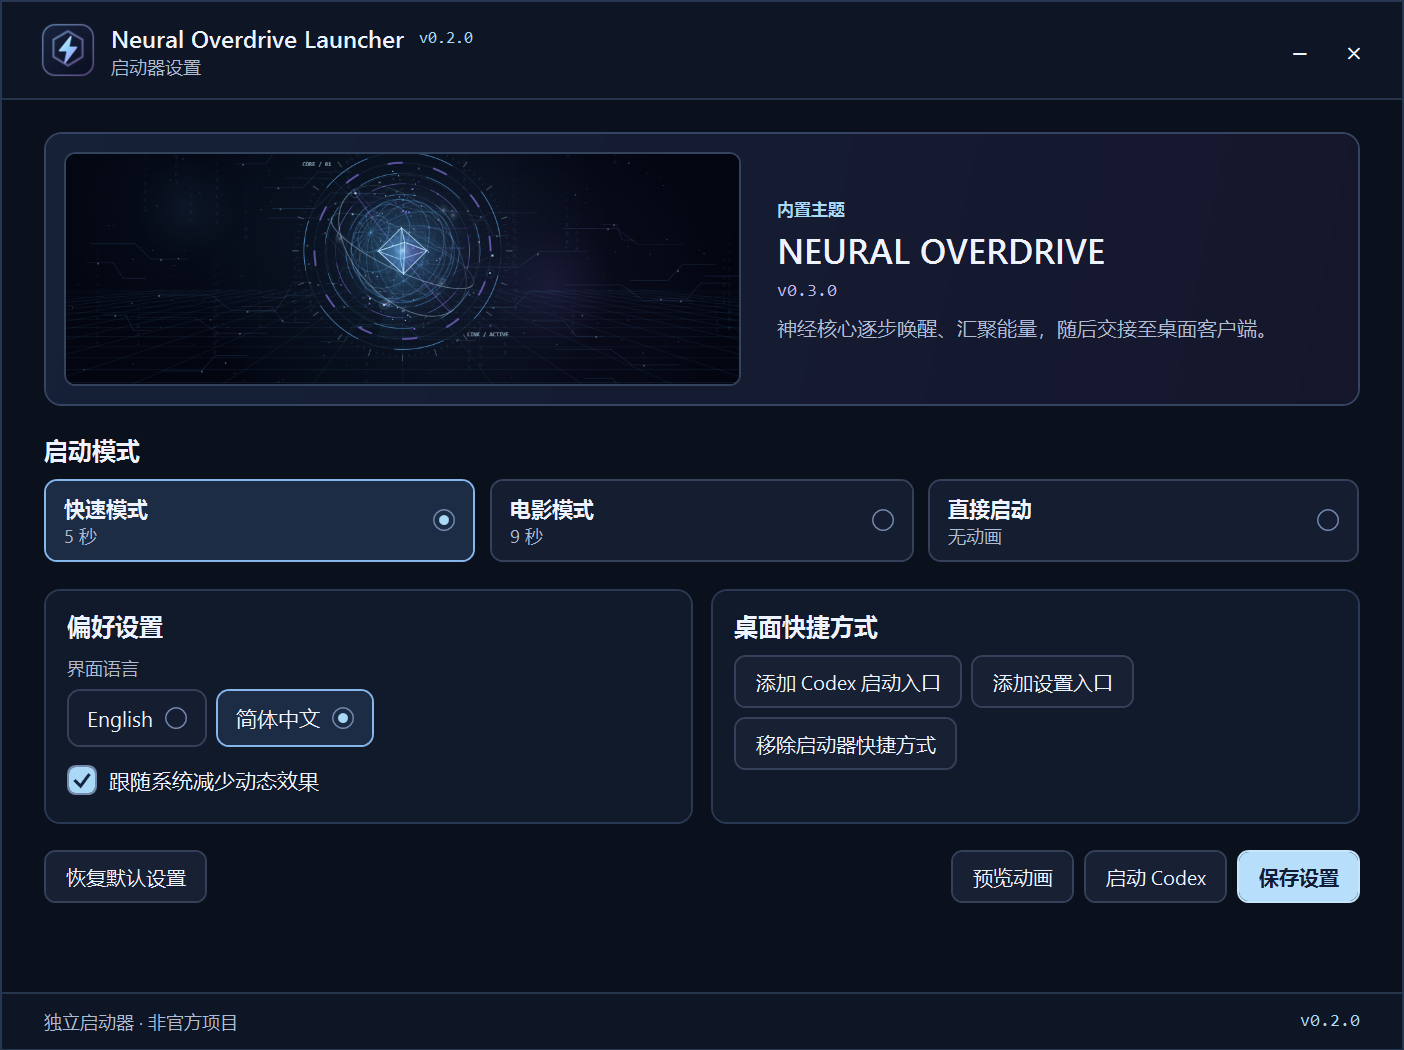 Neural Overdrive Launcher v0.2.0
启动器设置
CORE / 01
LINK / ACTIVE
内置主题
NEURAL OVERDRIVE
v0.3.0
神经核心逐步唤醒、汇聚能量，随后交接至桌面客户端。
启动模式
快速模式
5 秒
电影模式
9 秒
直接启动
无动画
偏好设置
界面语言
English
简体中文
跟随系统减少动态效果
桌面快捷方式
添加 Codex 启动入口
添加设置入口
移除启动器快捷方式
恢复默认设置
预览动画
启动 Codex
保存设置
独立启动器 · 非官方项目
v0.2.0